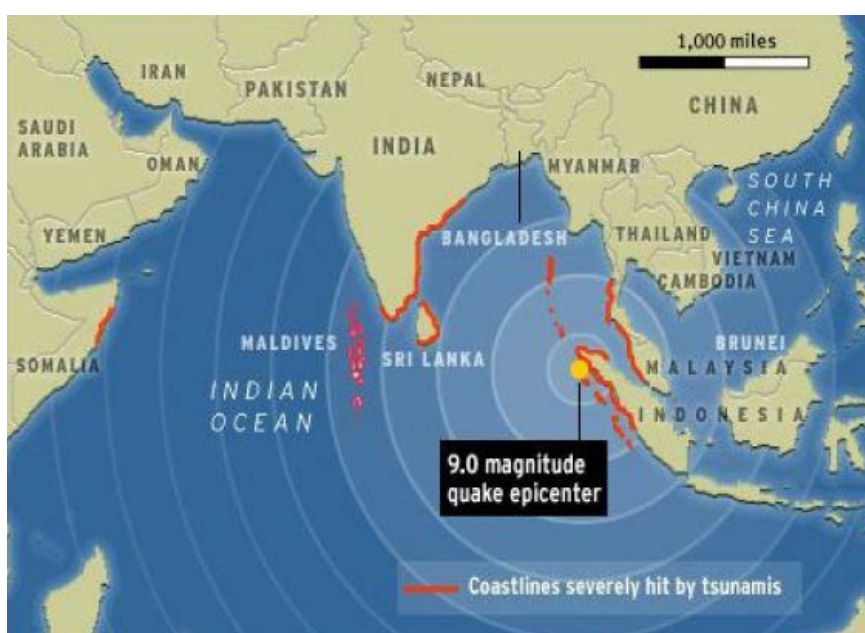 1,000 miles
IRAN
PAKISTAN
NEPAL
CHINA
SAUDI
ARABIA
OMAN
INDIA
MYANMAR
SOUTH
CHINA
SEA
YEMEN
BANGLADESH
THAILAND
VIETNAM
CAMBODIA
MALDIVES
SRI LANKA
BRUNEI
SOMALIA
MALAYSIA
INDIAN
OCEAN
INDONESIA
9.0 magnitude
quake epicenter
Coastlines severely hit by tsunamis